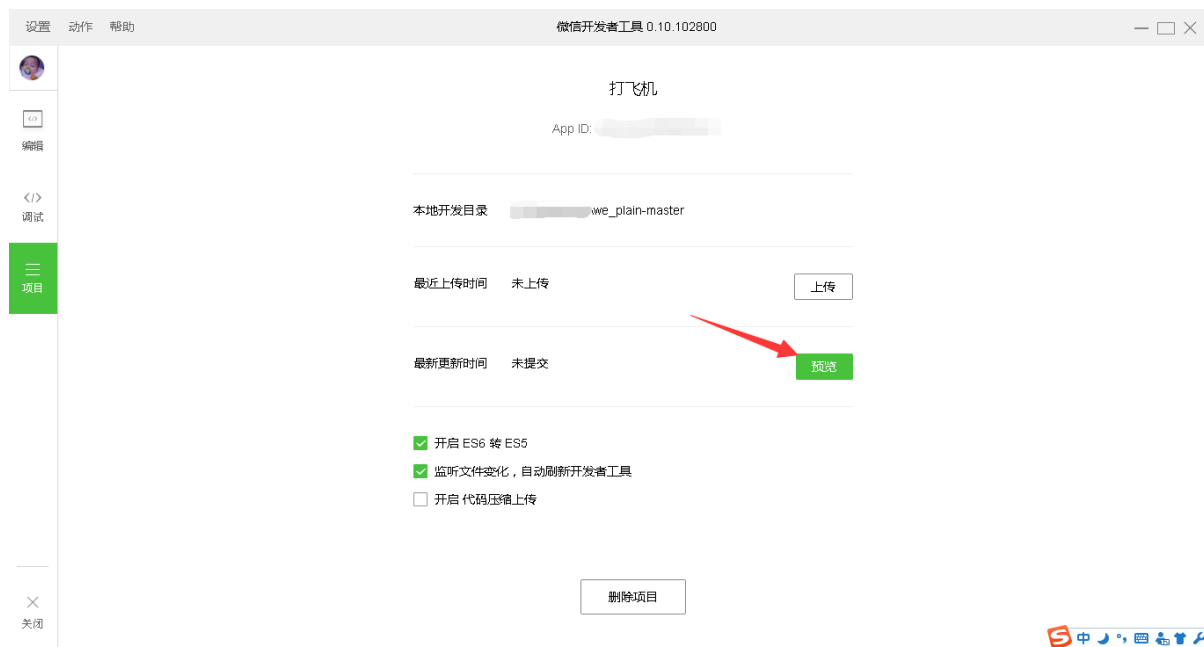 设置 动作 帮助 微信开发者工具 0.10.102800
打飞机
App ID:
编辑
调试
项目
本地开发目录 \we_plain-master
最近上传时间 未上传 上传
最新更新时间 未提交 预览
开启 ES6 转 ES5
监听文件变化，自动刷新开发者工具
开启 代码压缩上传
删除项目
关闭
中